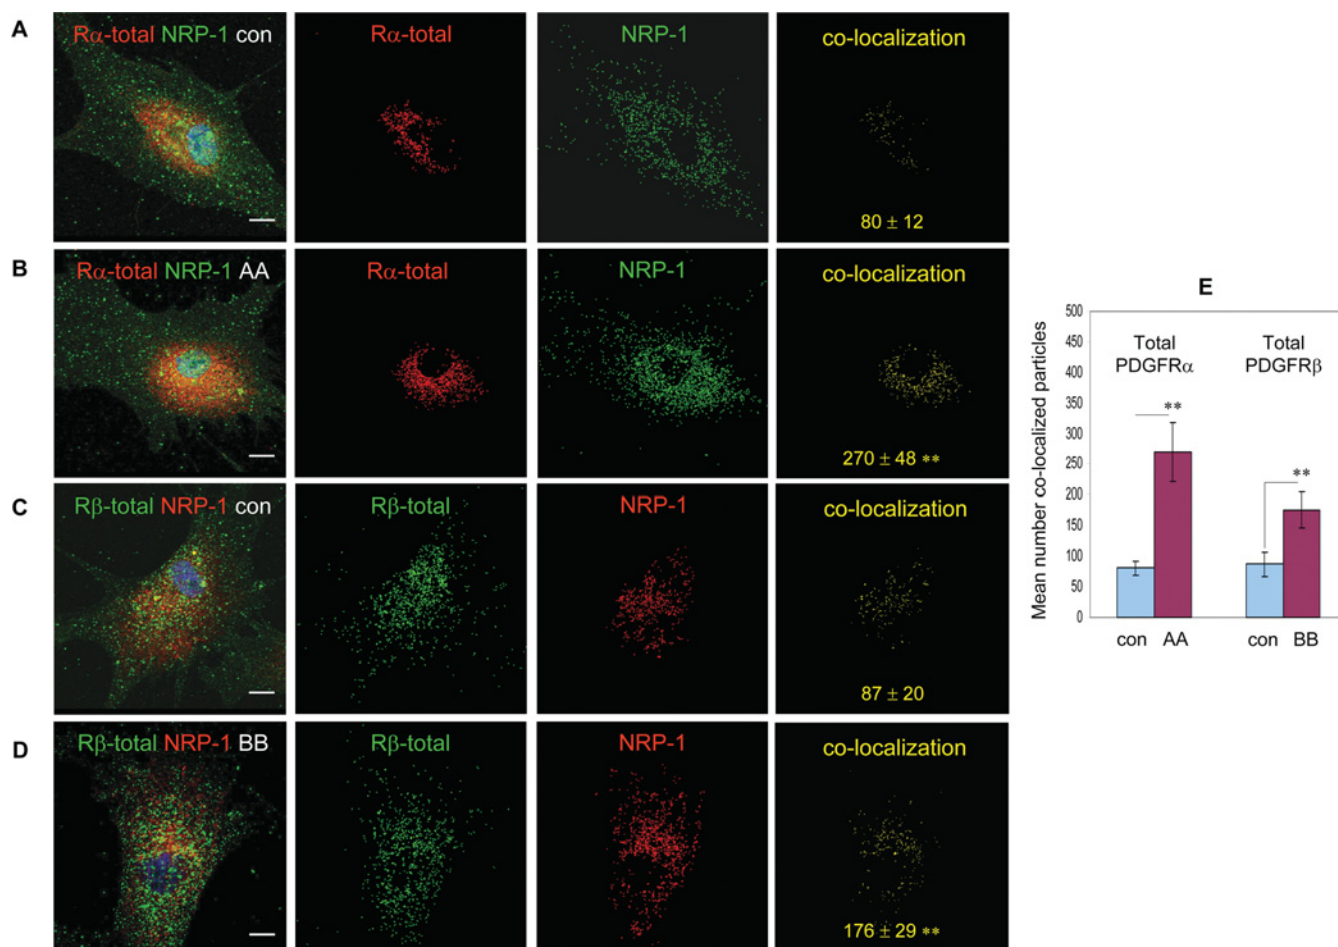 A
Rα-total NRP-1 con
Rα-total
NRP-1
co-localization
80 ± 12
B
Rα-total NRP-1 AA
Rα-total
NRP-1
co-localization
270 ± 48 **
C
Rβ-total NRP-1 con
Rβ-total
NRP-1
co-localization
87 ± 20
D
Rβ-total NRP-1 BB
Rβ-total
NRP-1
co-localization
176 ± 29 **
E
Mean number co-localized particles
500
450
400
350
300
250
200
150
100
50
0
Total
PDGFRα
Total
PDGFRβ
**
**
con AA
con BB